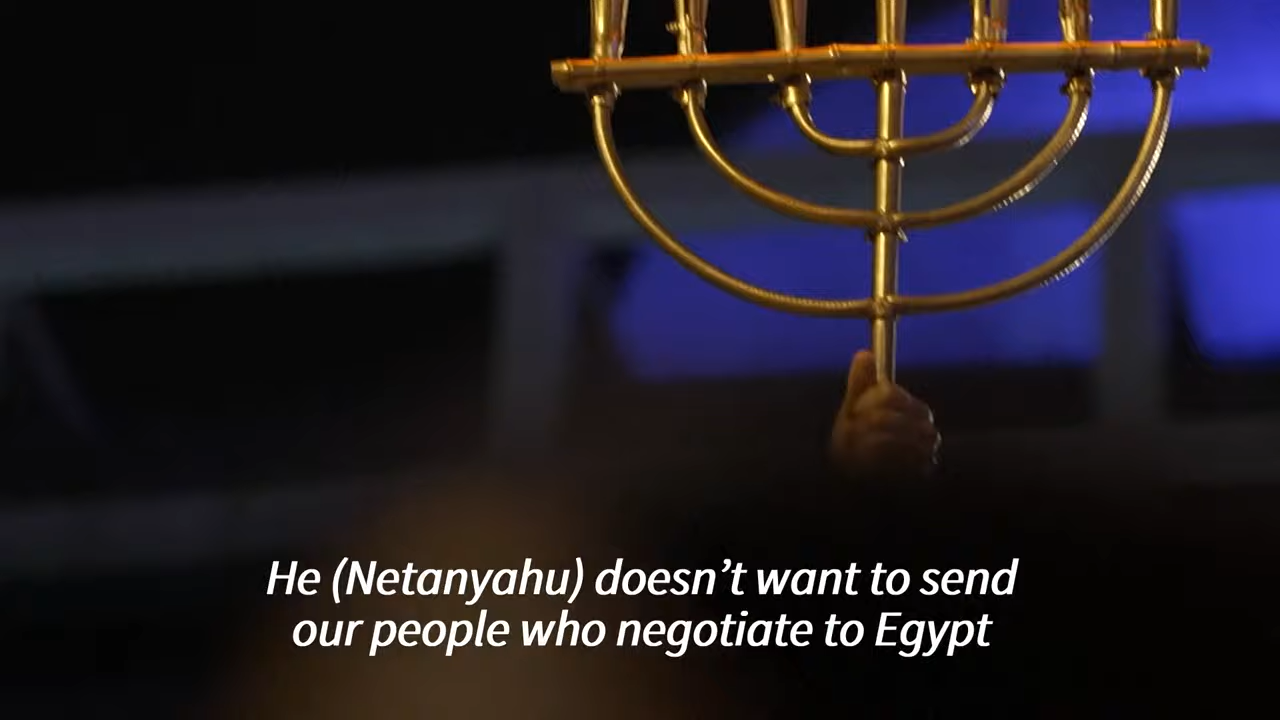 He (Netanyahu) doesn’t want to send
our people who negotiate to Egypt